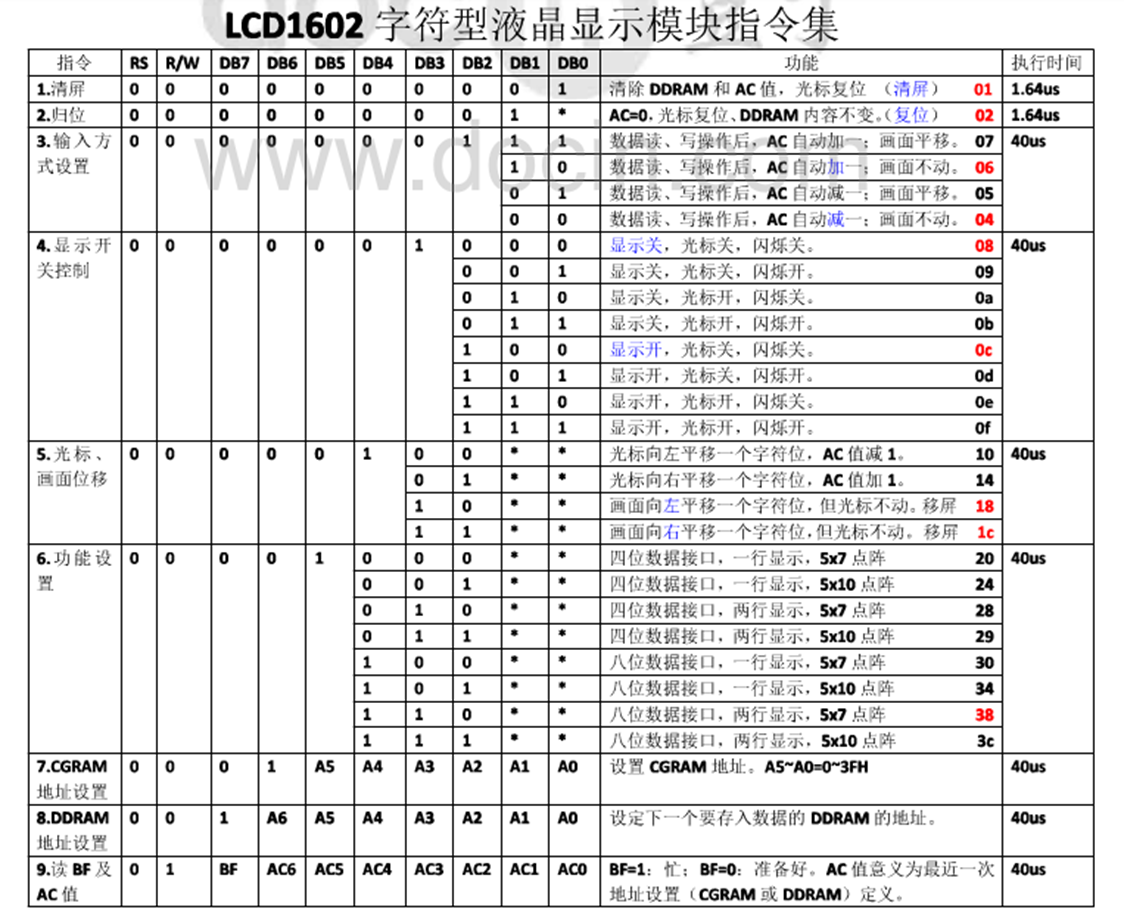 LCD1602 字符型液晶显示模块指令集
指令 RS R/W DB7 DB6 DB5 DB4 DB3 DB2 DB1 DB0 功能 执行时间
1.清屏 0 0 0 0 0 0 0 0 0 1 清除 DDRAM 和 AC 值，光标复位 （清屏） 01 1.64us
2.归位 0 0 0 0 0 0 0 0 1 * AC=0，光标复位、DDRAM 内容不变。（复位） 02 1.64us
3.输入方 0 0 0 0 0 0 0 1 1 1 数据读、写操作后，AC 自动加一；画面平移。 07 40us
式设置 1 0 数据读、写操作后，AC 自动加一；画面不动。 06
0 1 数据读、写操作后，AC 自动减一；画面平移。 05
0 0 数据读、写操作后，AC 自动减一；画面不动。 04
4.显示开 0 0 0 0 0 0 1 0 0 0 显示关，光标关，闪烁关。 08 40us
关控制 0 0 1 显示关，光标关，闪烁开。 09
0 1 0 显示关，光标开，闪烁关。 0a
0 1 1 显示关，光标开，闪烁开。 0b
1 0 0 显示开，光标关，闪烁关。 0c
1 0 1 显示开，光标关，闪烁开。 0d
1 1 0 显示开，光标开，闪烁关。 0e
1 1 1 显示开，光标开，闪烁开。 0f
5.光标、 0 0 0 0 0 1 0 0 * * 光标向左平移一个字符位，AC 值减 1。 10 40us
画面位移 0 1 * * 光标向右平移一个字符位，AC 值加 1。 14
1 0 * * 画面向左平移一个字符位，但光标不动。移屏 18
1 1 * * 画面向右平移一个字符位，但光标不动。移屏 1c
6.功能设 0 0 0 0 1 0 0 0 * * 四位数据接口，一行显示，5x7 点阵 20 40us
置 0 0 1 * * 四位数据接口，一行显示，5x10 点阵 24
0 1 0 * * 四位数据接口，两行显示，5x7 点阵 28
0 1 1 * * 四位数据接口，两行显示，5x10 点阵 29
1 0 0 * * 八位数据接口，一行显示，5x7 点阵 30
1 0 1 * * 八位数据接口，一行显示，5x10 点阵 34
1 1 0 * * 八位数据接口，两行显示，5x7 点阵 38
1 1 1 * * 八位数据接口，两行显示，5x10 点阵 3c
7.CGRAM 0 0 0 1 A5 A4 A3 A2 A1 A0 设置 CGRAM 地址。A5~A0=0~3FH 40us
地址设置
8.DDRAM 0 0 1 A6 A5 A4 A3 A2 A1 A0 设定下一个要存入数据的 DDRAM 的地址。 40us
地址设置
9.读 BF 及 0 1 BF AC6 AC5 AC4 AC3 AC2 AC1 AC0 BF=1：忙；BF=0：准备好。AC 值意义为最近一次 40us
AC 值 地址设置（CGRAM 或 DDRAM）定义。
www.docin.com